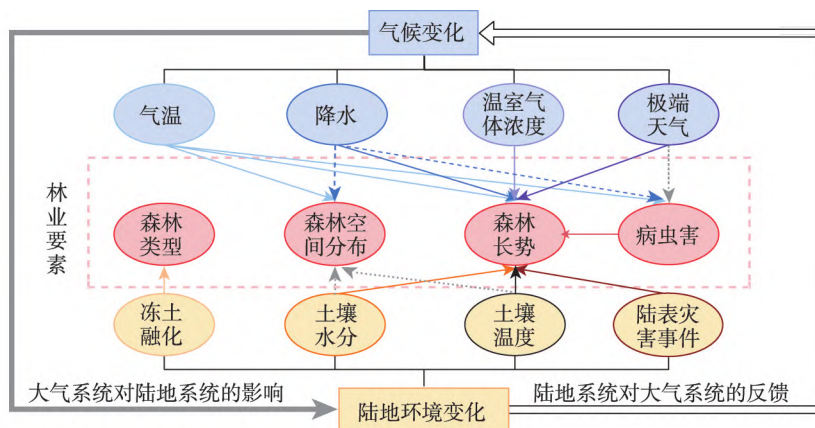 气候变化
气温
降水
温室气
体浓度
极端
天气
林业要素
森林
类型
森林空
间分布
森林
长势
病虫害
冻土
融化
土壤
水分
土壤
温度
陆表灾
害事件
大气系统对陆地系统的影响
陆地系统对大气系统的反馈
陆地环境变化